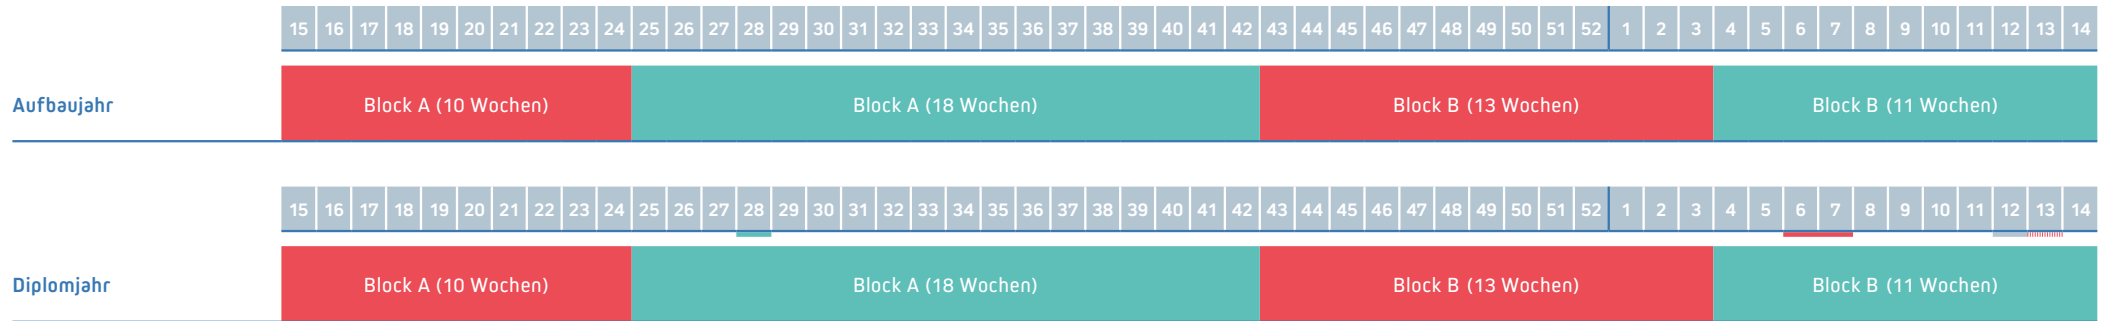 15 16 17 18 19 20 21 22 23 24 25 26 27 28 29 30 31 32 33 34 35 36 37 38 39 40 41 42 43 44 45 46 47 48 49 50 51 52 1 2 3 4 5 6 7 8 9 10 11 12 13 14
Aufbaujahr Block A (10 Wochen) Block A (18 Wochen) Block B (13 Wochen) Block B (11 Wochen)
15 16 17 18 19 20 21 22 23 24 25 26 27 28 29 30 31 32 33 34 35 36 37 38 39 40 41 42 43 44 45 46 47 48 49 50 51 52 1 2 3 4 5 6 7 8 9 10 11 12 13 14
Diplomjahr Block A (10 Wochen) Block A (18 Wochen) Block B (13 Wochen) Block B (11 Wochen)